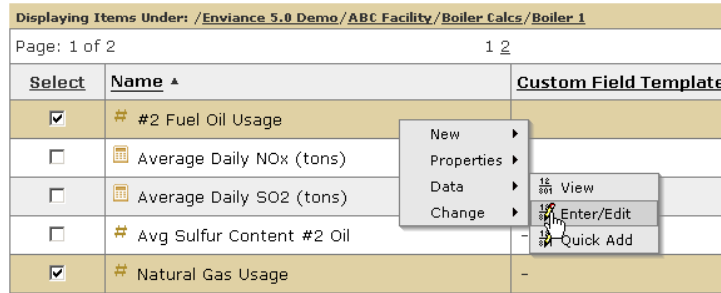 Displaying Items Under: /Enviance 5.0 Demo/ABC Facility/Boiler Calcs/Boiler 1
Page: 1 of 2 1 2
Select Name Custom Field Template
#2 Fuel Oil Usage
New
Average Daily NOx (tons)
Properties
Average Daily SO2 (tons)
Data
View
Change
Enter/Edit
Avg Sulfur Content #2 Oil -
Quick Add
Natural Gas Usage -